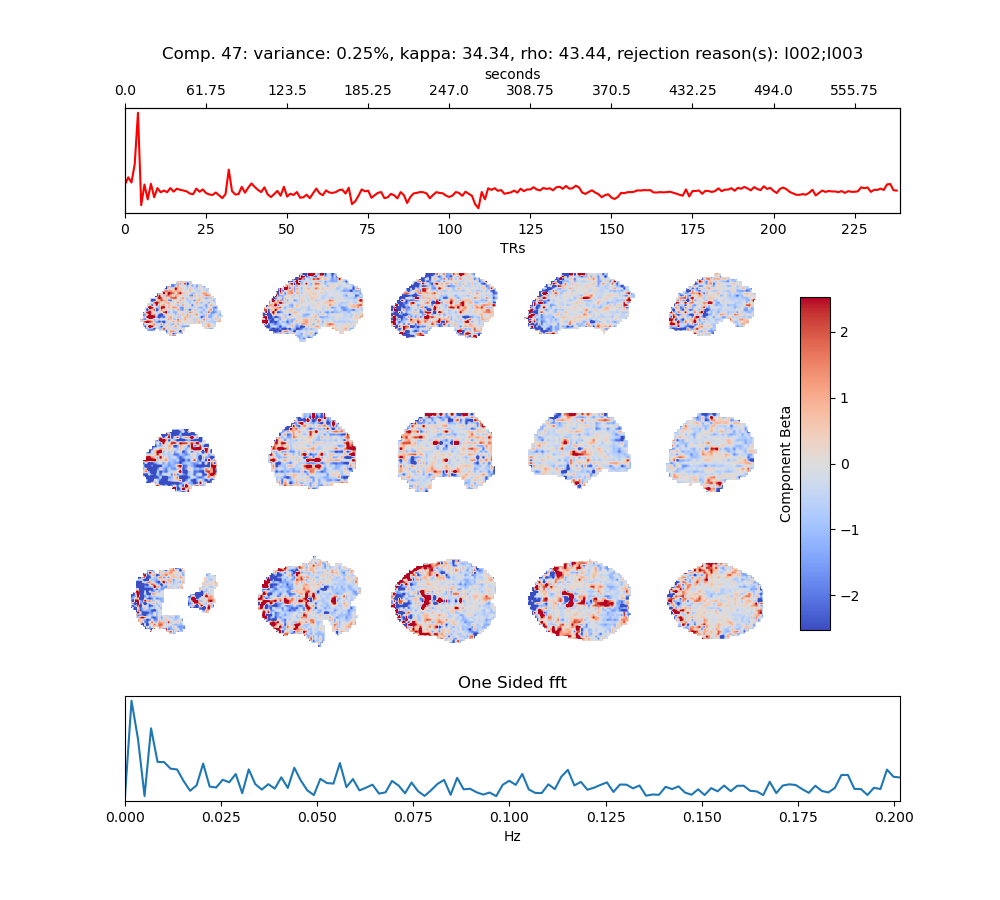 Comp. 47: variance: 0.25%, kappa: 34.34, rho: 43.44, rejection reason(s): I002;I003
seconds
0.0 61.75 123.5 185.25 247.0 308.75 370.5 432.25 494.0 555.75
0 25 50 75 100 125 150 175 200 225
TRs
2
1
0
−1
−2
Component Beta
One Sided fft
0.000 0.025 0.050 0.075 0.100 0.125 0.150 0.175 0.200
Hz